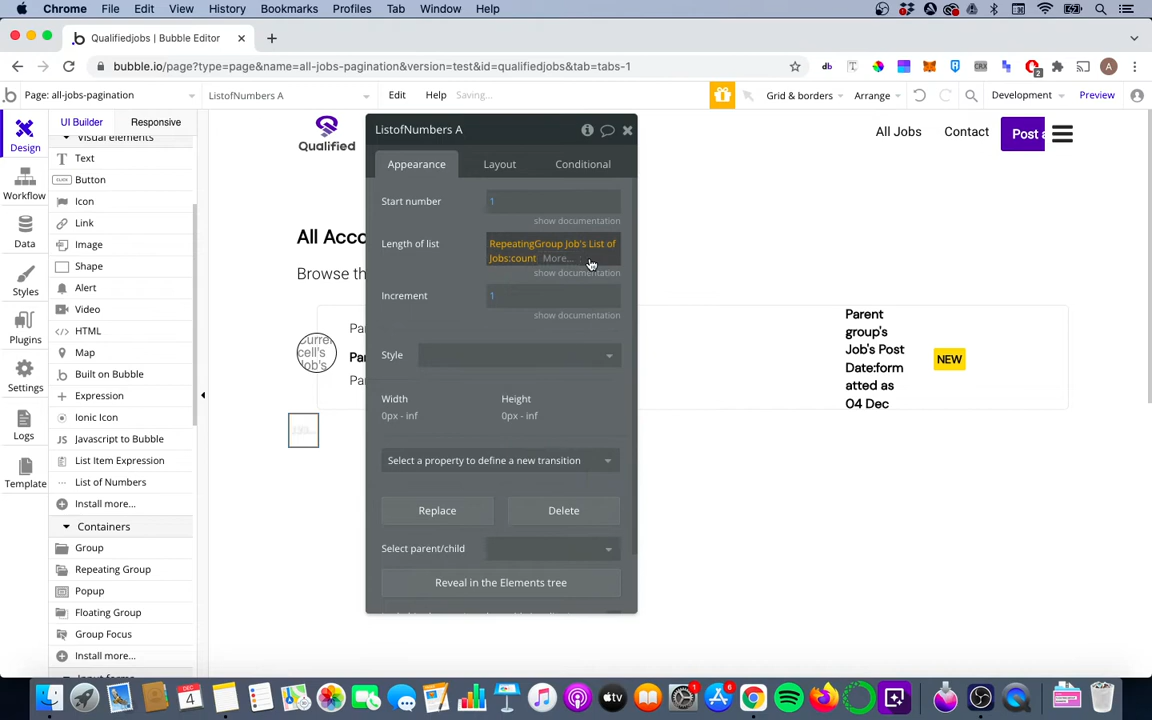 Chrome File Edit View History Bookmarks Profiles Tab Window Help
Qualifiedjobs | Bubble Editor
bubble.io/page?type=page&name=all-jobs-pagination&version=test&id=qualifiedjobs&tab=tabs-1
Page: all-jobs-pagination ListofNumbers A Edit Help Saving... Grid & borders Arrange Development Preview
UI Builder Responsive
Design
Workflow
Data
Styles
Plugins
Settings
Logs
Template
Visual elements
Text
Button
Icon
Link
Image
Shape
Alert
Video
HTML
Map
Built on Bubble
Expression
Ionic Icon
Javascript to Bubble
List Item Expression
List of Numbers
Install more...
Containers
Group
Repeating Group
Popup
Floating Group
Group Focus
Install more...
Qualified
All Jobs Contact Post a
All Acco
Browse th
Curren
cell's
Job's
Par
Pa
Par
Parent
group's
Job's Post
Date:form
atted as
04 Dec
NEW
ListofNumbers A
Appearance Layout Conditional
Start number 1
show documentation
Length of list RepeatingGroup Job's List of
Jobs:count More...
show documentation
Increment 1
show documentation
Style
Width Height
0px - inf 0px - inf
Select a property to define a new transition
Replace Delete
Select parent/child
Reveal in the Elements tree